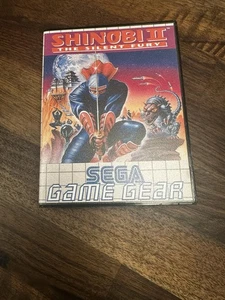 SHINOBI II
THE SILENT FURY
SEGA
GAME GEAR